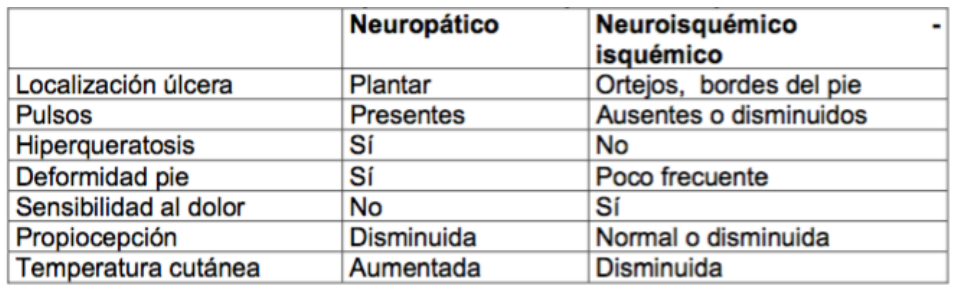 Neuropático Neuroisquémico -
isquémico
Localización úlcera Plantar Ortejos, bordes del pie
Pulsos Presentes Ausentes o disminuidos
Hiperqueratosis Sí No
Deformidad pie Sí Poco frecuente
Sensibilidad al dolor No Sí
Propiocepción Disminuida Normal o disminuida
Temperatura cutánea Aumentada Disminuida